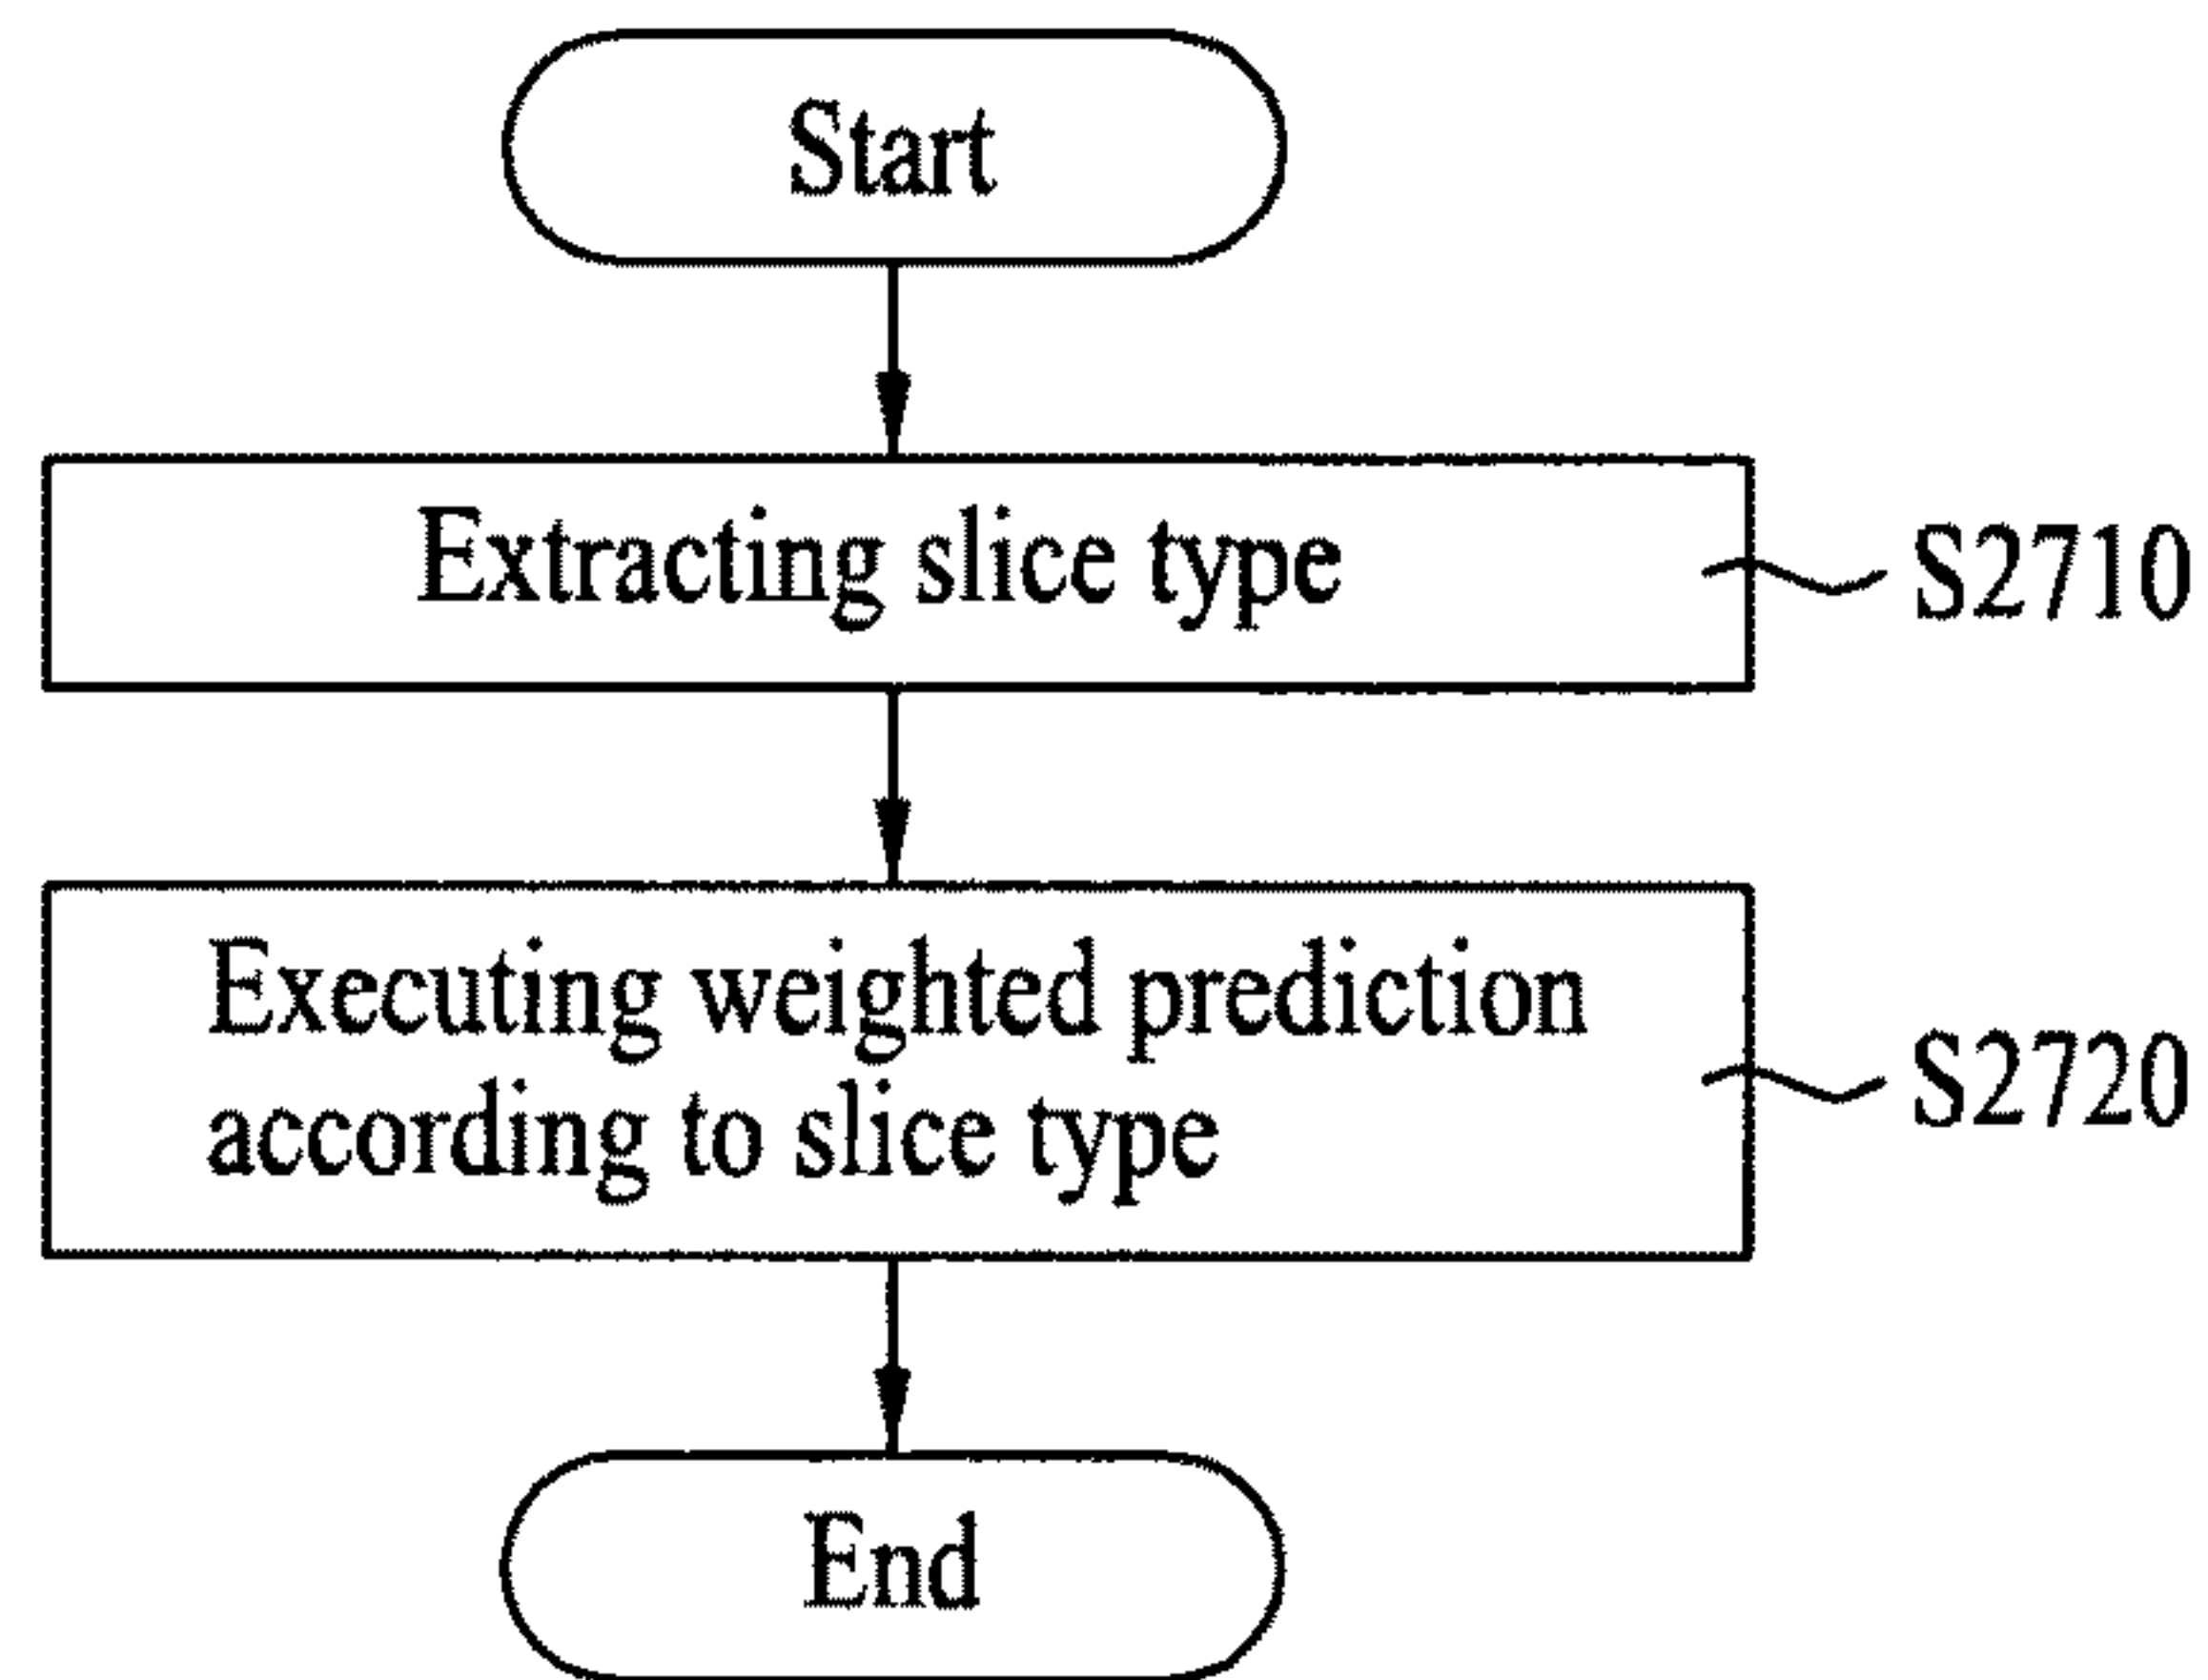 Start
Extracting slice type
S2710
Executing weighted prediction
according to slice type
S2720
End